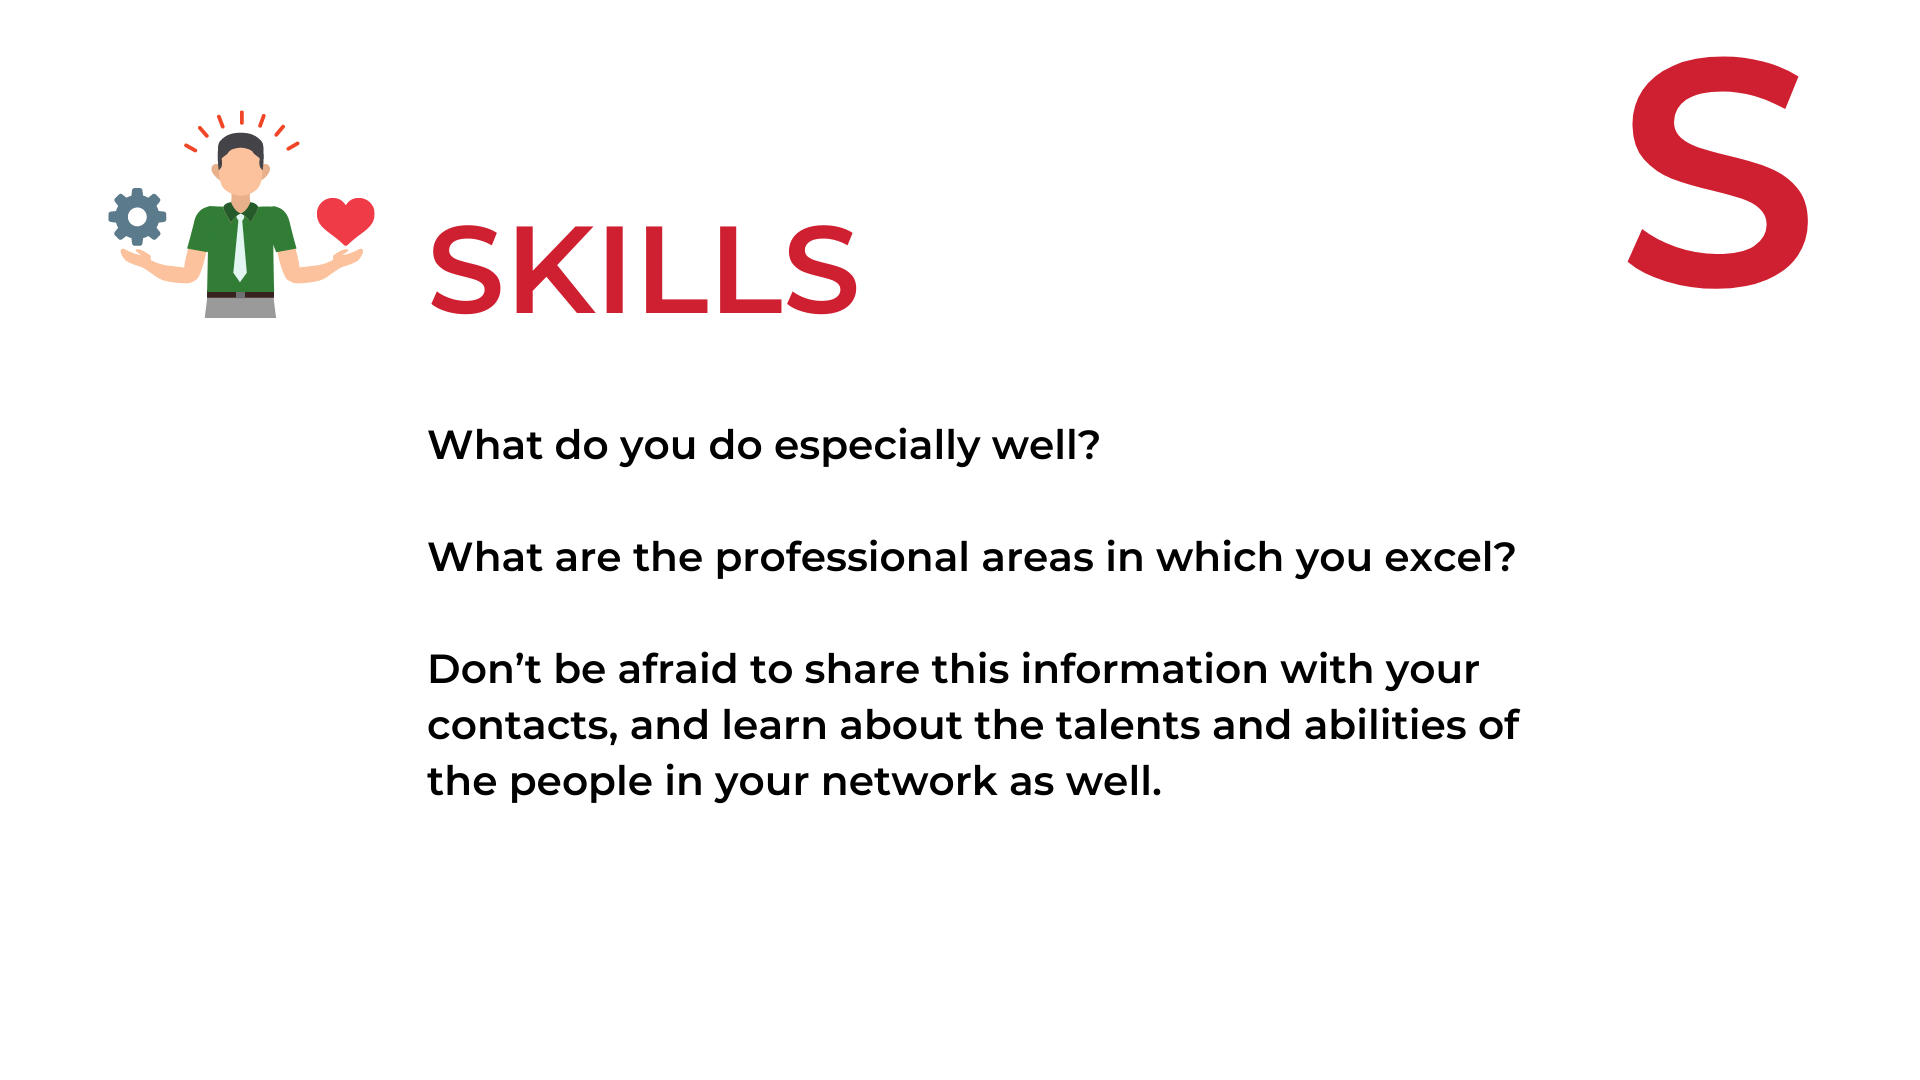 S
SKILLS
What do you do especially well?
What are the professional areas in which you excel?
Don’t be afraid to share this information with your
contacts, and learn about the talents and abilities of
the people in your network as well.